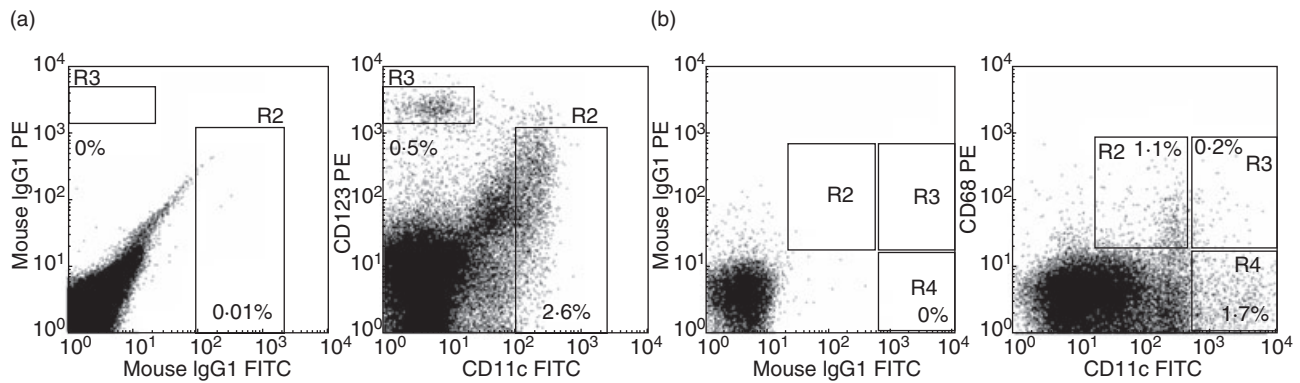 (a)
10⁴
R3
10³
R2
0%
10²
10¹
0·01%
10⁰
10⁰ 10¹ 10² 10³ 10⁴
Mouse IgG1 PE
Mouse IgG1 FITC
10⁴
R3
10³
R2
0·5%
10²
10¹
2·6%
10⁰
10⁰ 10¹ 10² 10³ 10⁴
CD123 PE
CD11c FITC
(b)
10⁴
10³
10²
R2 R3
10¹
R4
0%
10⁰
10⁰ 10¹ 10² 10³ 10⁴
Mouse IgG1 PE
Mouse IgG1 FITC
10⁴
10³
R2 1·1% 0·2%
R3
10²
10¹
R4
1·7%
10⁰
10⁰ 10¹ 10² 10³ 10⁴
CD68 PE
CD11c FITC